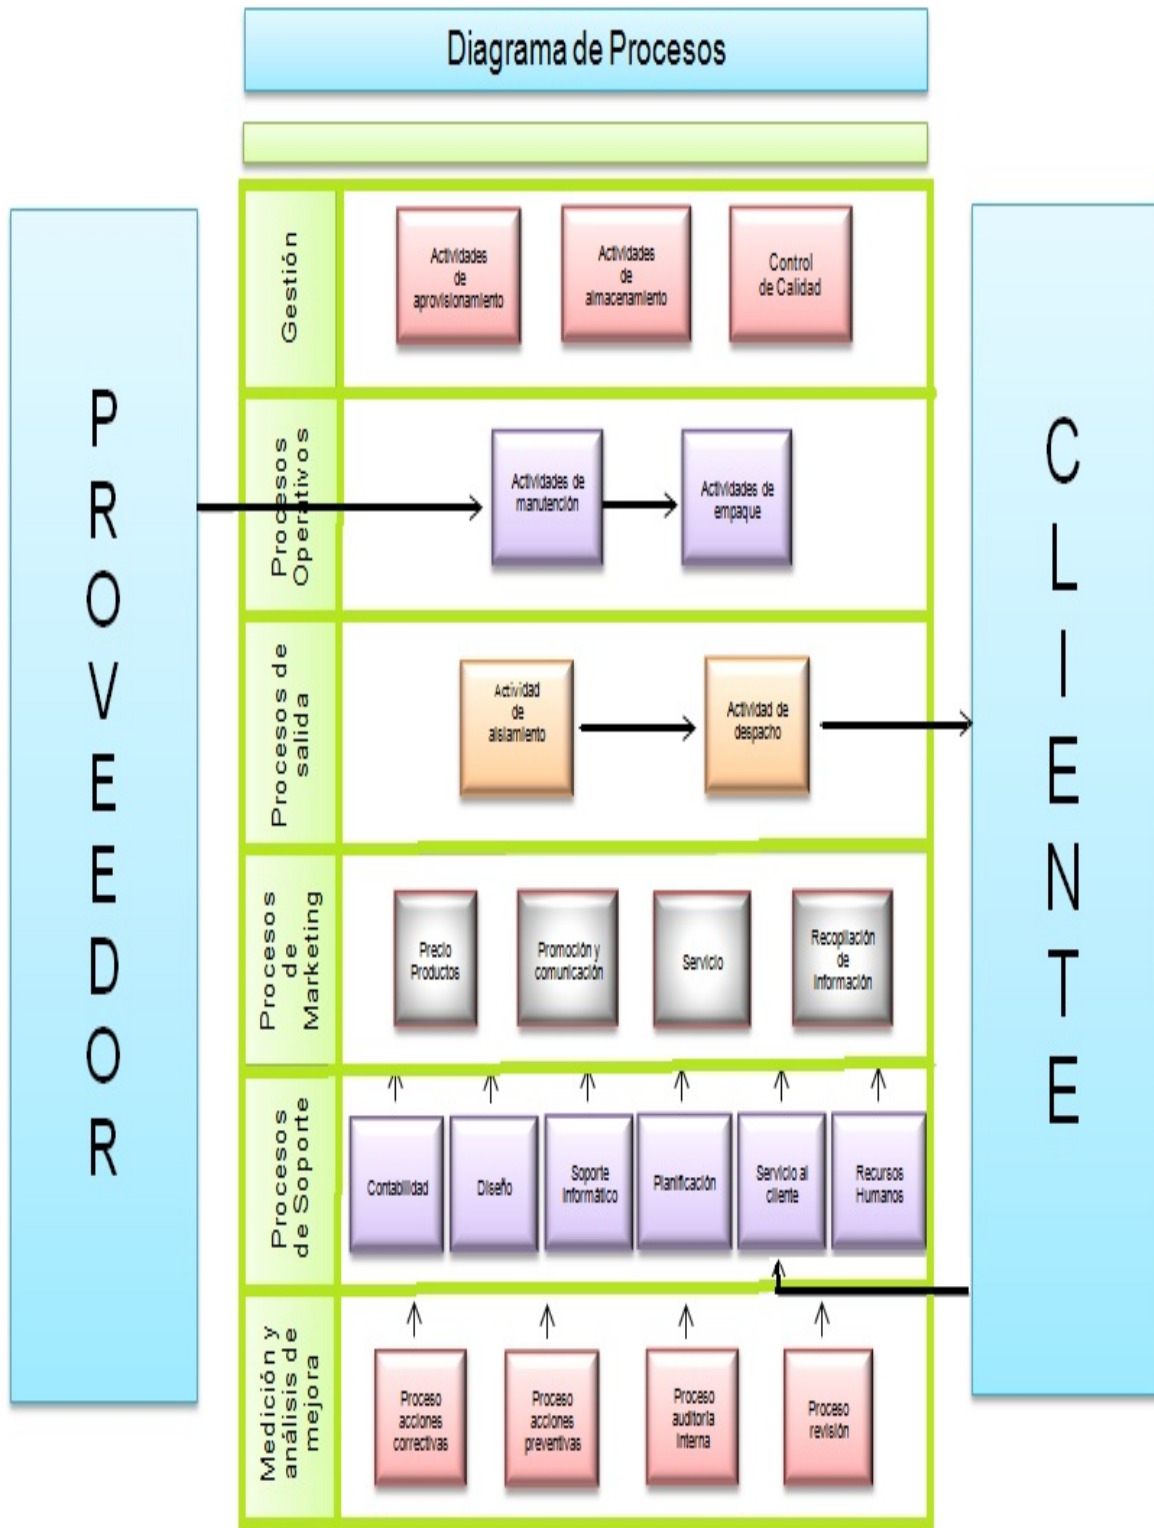 Diagrama de Procesos
PROVEEDOR
Gestión
Actividades
de
aprovisionamiento
Actividades
de
almacenamiento
Control
de Calidad
Procesos
Operativos
Actividades de
manutención
Actividades de
empaque
Procesos de
salida
Actividad
de
aislamiento
Actividad de
despacho
Procesos
de
Marketing
Precio
Productos
Promoción y
comunicación
Servicio
Recopilación
de
información
Procesos
de Soporte
Contabilidad
Diseño
Soporte
informático
Planificación
Servicio al
cliente
Recursos
Humanos
Medición y
análisis de
mejora
Proceso
acciones
correctivas
Proceso
acciones
preventivas
Proceso
auditoría
interna
Proceso
revisión
CLIENTE